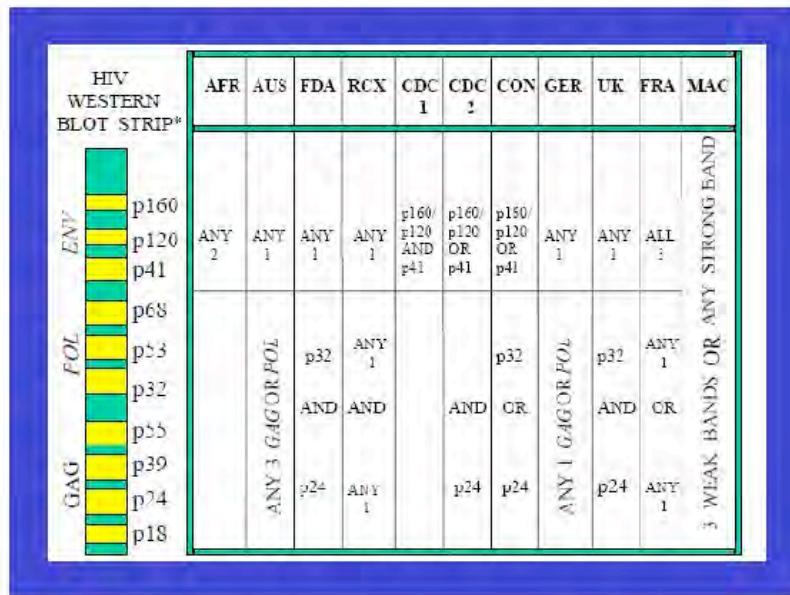 HIV
WESTERN
BLOT STRIP*
AFR AUS FDA RCX CDC 1 CDC 2 CON GER UK FRA MAC
ENV
p160
p120
p41
POL
p68
p53
p32
GAG
p55
p39
p24
p18
ANY 2
ANY 1
ANY 1
ANY 1
p160/
p120
AND
p41
p160/
p120
OR
p41
p160/
p120
OR
p41
ANY 1
ANY 1
ALL
ANY 3 GAG OR POL
p32
AND
p24
ANY 1
AND
ANY 1
AND
p24
p32
OR
p24
ANY 1 GAG OR POL
p32
AND
p24
ANY 1
OR
ANY 1
3 WEAK BANDS OR ANY STRONG BAND